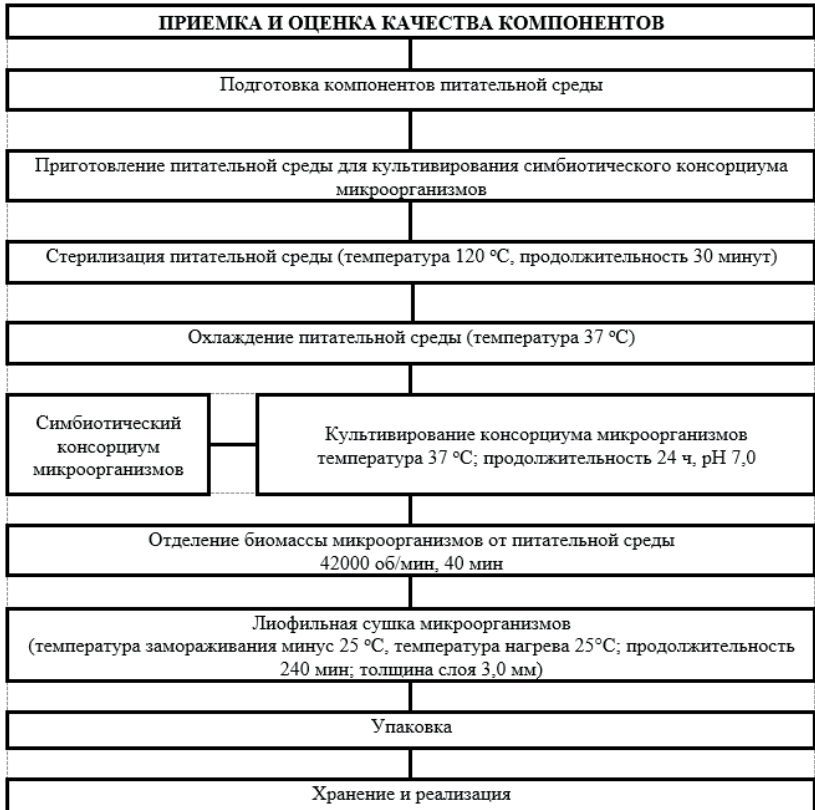 ПРИЕМКА И ОЦЕНКА КАЧЕСТВА КОМПОНЕНТОВ
Подготовка компонентов питательной среды
Приготовление питательной среды для культивирования симбиотического консорциума
микроорганизмов
Стерилизация питательной среды (температура 120 °С, продолжительность 30 минут)
Охлаждение питательной среды (температура 37 °С)
Симбиотический
консорциум
микроорганизмов
Культивирование консорциума микроорганизмов
температура 37 °С; продолжительность 24 ч, pH 7,0
Отделение биомассы микроорганизмов от питательной среды
42000 об/мин, 40 мин
Лиофильная сушка микроорганизмов
(температура замораживания минус 25 °С, температура нагрева 25°С; продолжительность
240 мин; толщина слоя 3,0 мм)
Упаковка
Хранение и реализация